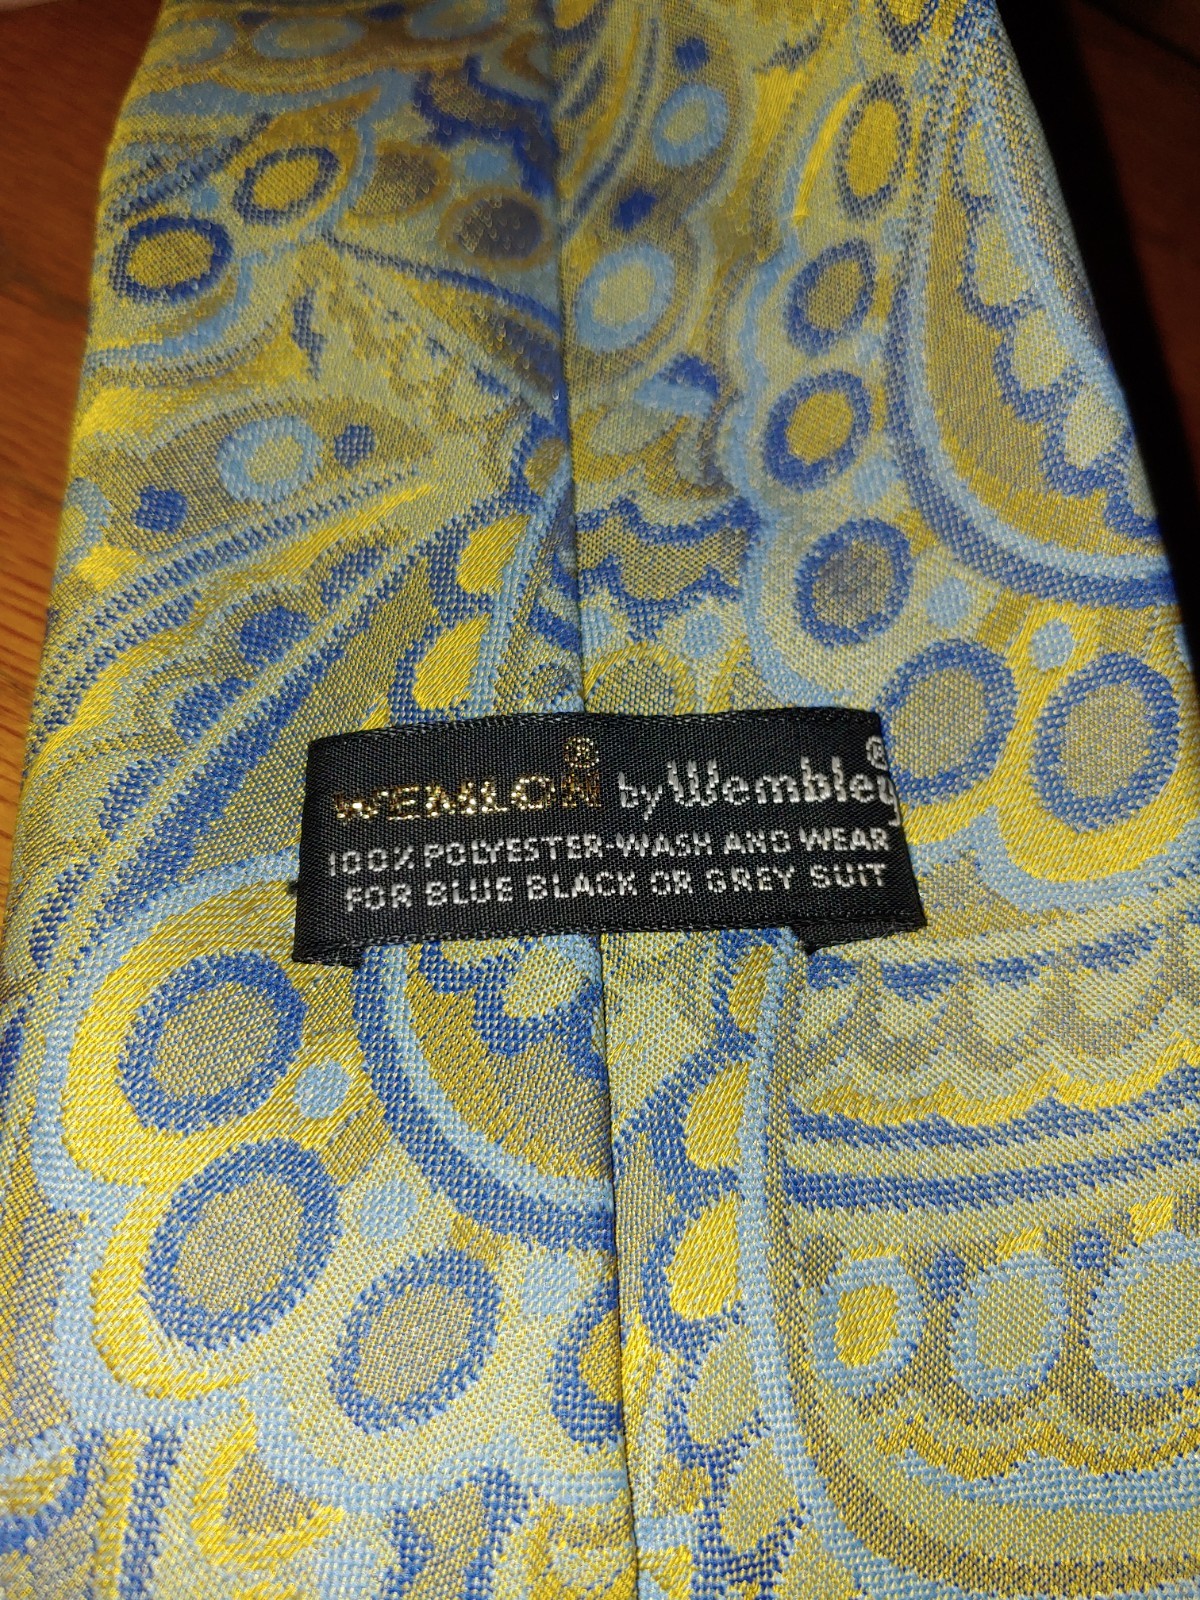 WEMLON® by Wembley®
100% POLYESTER-WASH AND WEAR
FOR BLUE BLACK OR GREY SUIT